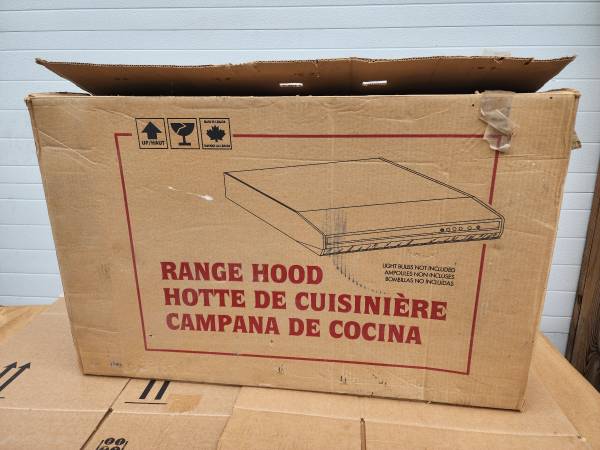 UP/HAUT
RANGE HOOD
HOTTE DE CUISINIÈRE
CAMPANA DE COCINA
LIGHT BULBS NOT INCLUDED
AMPOULES NON INCLUSES
BOMBILLAS NO INCLUIDAS